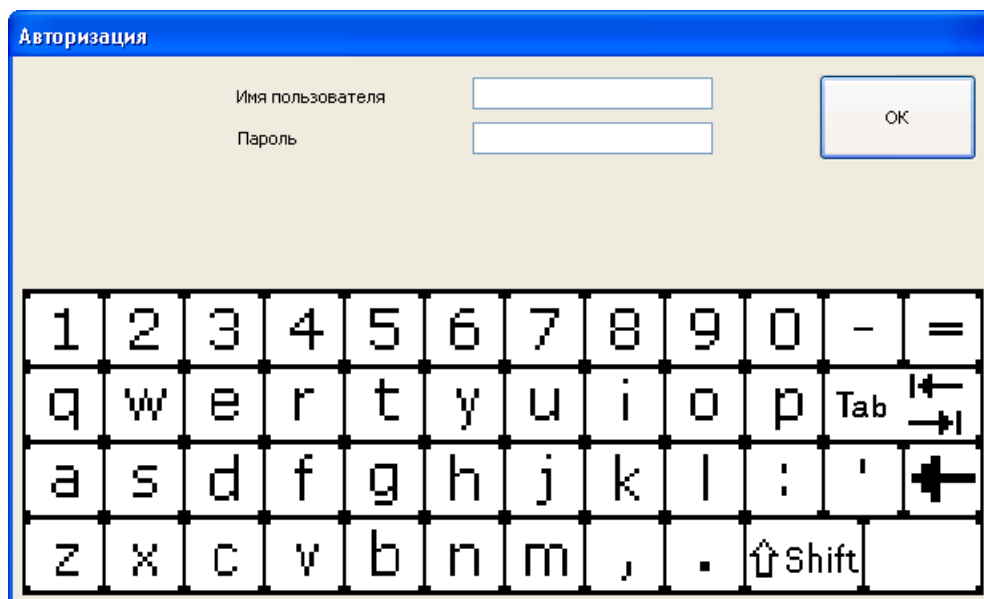 Авторизация
Имя пользователя
OK
Пароль
1 2 3 4 5 6 7 8 9 0 - =
q w e r t y u i o p Tab
a s d f g h j k l : '
z x c v b n m , . Shift